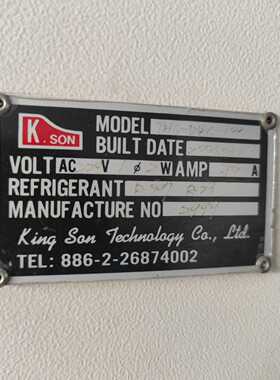 K.SON
MODEL
BUILT DATE
VOLT AC V ø W AMP A
REFRIGERANT
MANUFACTURE NO
King Son Technology Co., Ltd.
TEL: 886-2-26874002